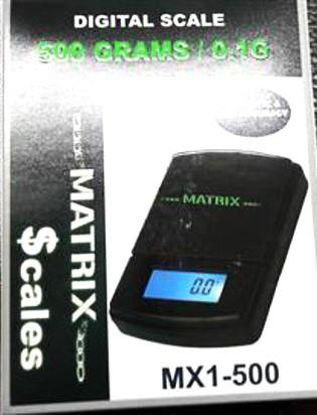 DIGITAL SCALE
500 GRAMS / 0.1G
MATRIX
$cales
MATRIX
0.0
MX1-500